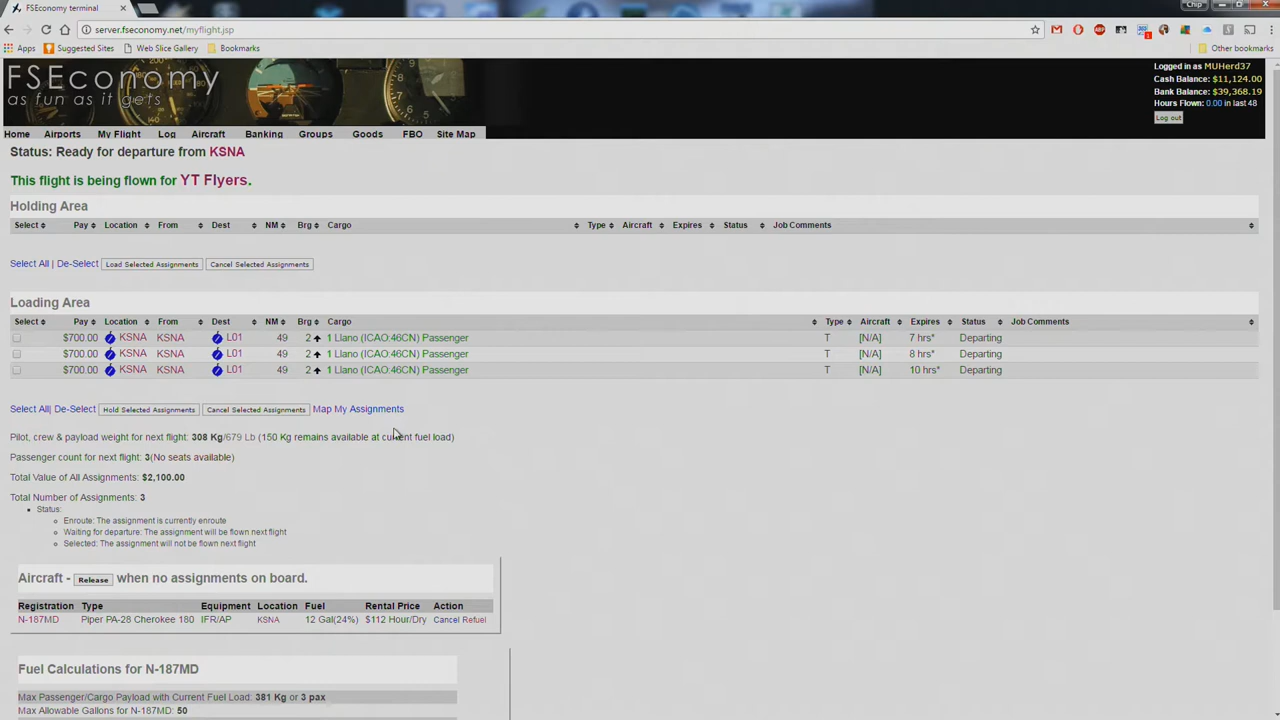 FSEconomy terminal
Chip
server.fseconomy.net/myflight.jsp
Apps Suggested Sites Web Slice Gallery Bookmarks Other bookmarks
FSEconomy
as fun as it gets
Logged in as MUHerd37
Cash Balance: $11,124.00
Bank Balance: $39,368.19
Hours Flown: 0.00 in last 48
Log out
Home Airports My Flight Log Aircraft Banking Groups Goods FBO Site Map
Status: Ready for departure from KSNA
This flight is being flown for YT Flyers.
Holding Area
Select Pay Location From Dest NM Brg Cargo Type Aircraft Expires Status Job Comments
Select All | De-Select Load Selected Assignments Cancel Selected Assignments
Loading Area
Select Pay Location From Dest NM Brg Cargo Type Aircraft Expires Status Job Comments
$700.00 KSNA KSNA L01 49 2 1 Llano (ICAO:46CN) Passenger T [N/A] 7 hrs* Departing
$700.00 KSNA KSNA L01 49 2 1 Llano (ICAO:46CN) Passenger T [N/A] 8 hrs* Departing
$700.00 KSNA KSNA L01 49 2 1 Llano (ICAO:46CN) Passenger T [N/A] 10 hrs* Departing
Select All| De-Select Hold Selected Assignments Cancel Selected Assignments Map My Assignments
Pilot, crew & payload weight for next flight: 308 Kg/679 Lb (150 Kg remains available at current fuel load)
Passenger count for next flight: 3(No seats available)
Total Value of All Assignments: $2,100.00
Total Number of Assignments: 3
Status:
Enroute: The assignment is currently enroute
Waiting for departure: The assignment will be flown next flight
Selected: The assignment will not be flown next flight
Aircraft - Release when no assignments on board.
Registration Type Equipment Location Fuel Rental Price Action
N-187MD Piper PA-28 Cherokee 180 IFR/AP KSNA 12 Gal(24%) $112 Hour/Dry Cancel Refuel
Fuel Calculations for N-187MD
Max Passenger/Cargo Payload with Current Fuel Load: 381 Kg or 3 pax
Max Allowable Gallons for N-187MD: 50